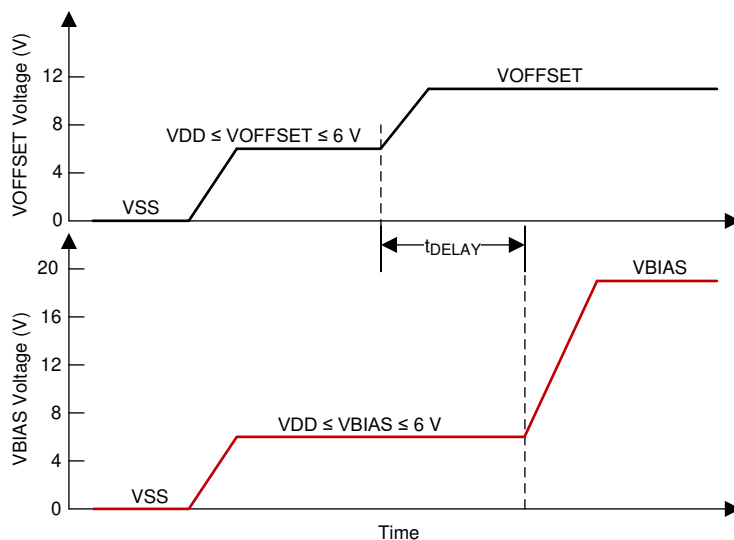 VOFFSET Voltage (V)
12
8
4
0
VOFFSET
VDD ≤ VOFFSET ≤ 6 V
VSS
tDELAY
VBIAS Voltage (V)
20
16
12
8
4
0
VBIAS
VDD ≤ VBIAS ≤ 6 V
VSS
Time